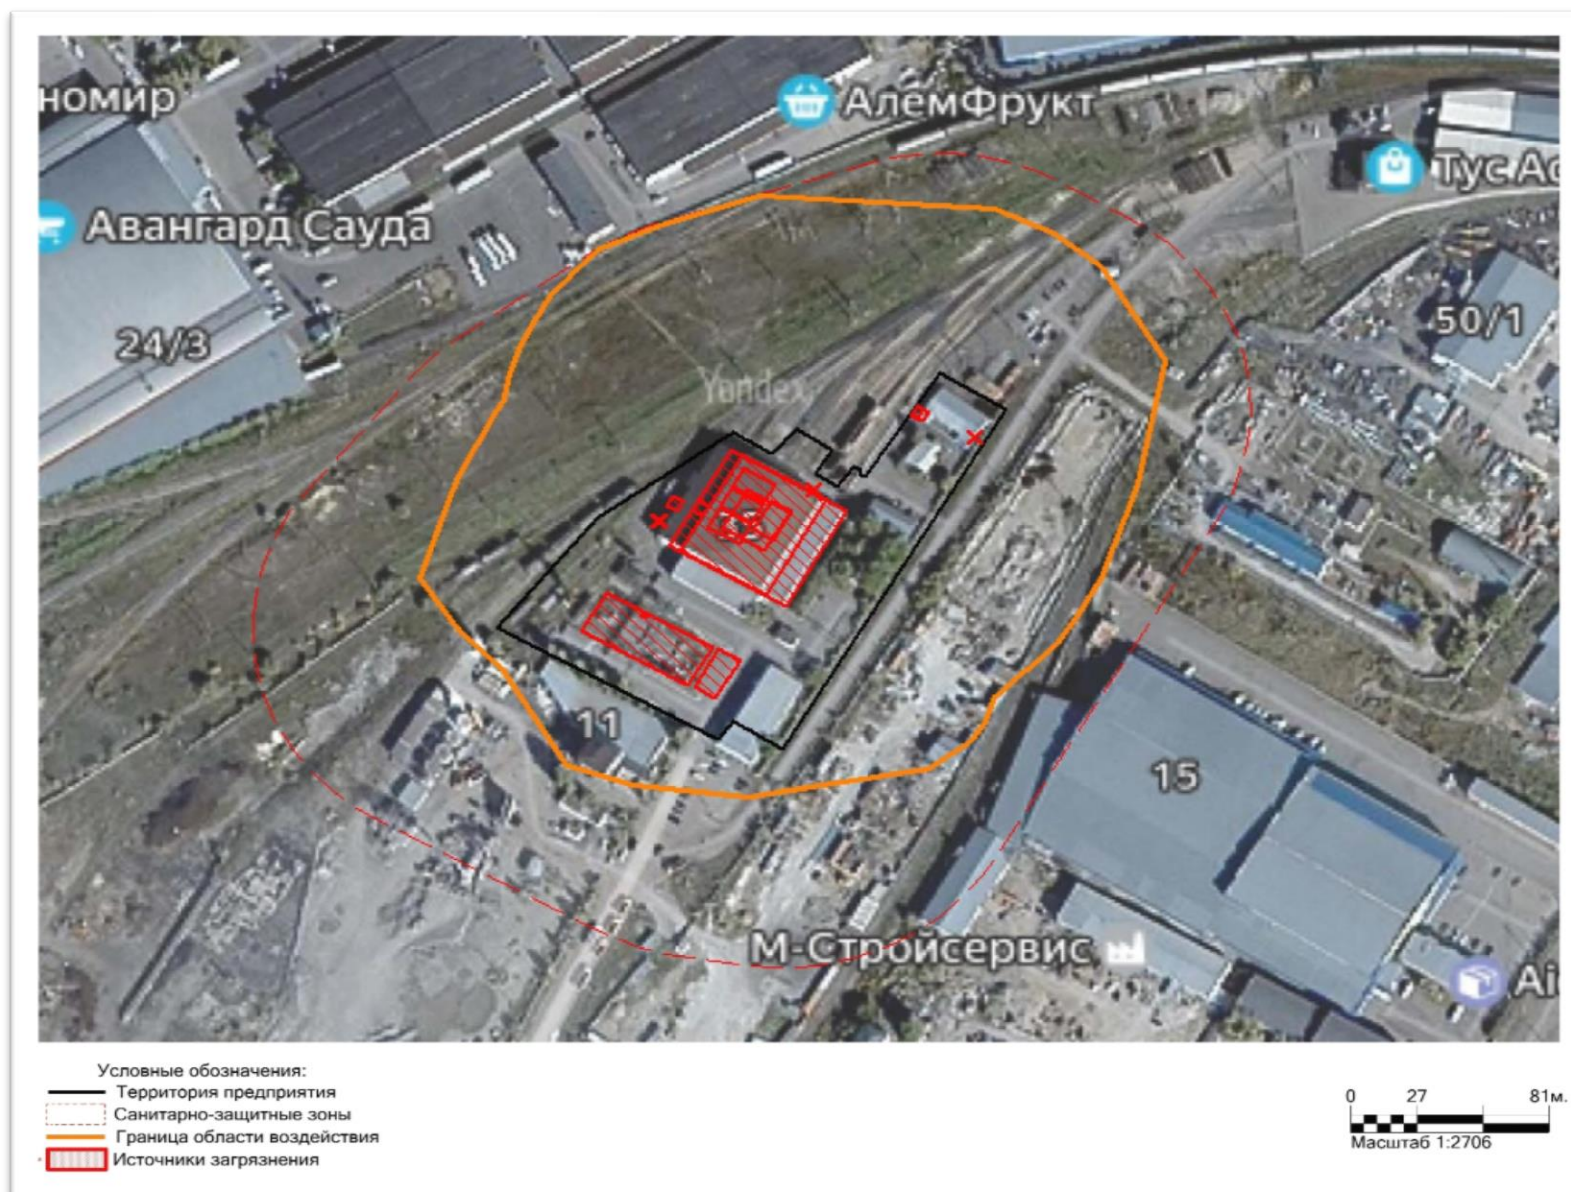 номир
АлемФрукт
Тус Ас
Авангард Сауда
24/3
50/1
Yandex
11
15
М-Стройсервис
Ai
Условные обозначения:
Территория предприятия
Санитарно-защитные зоны
Граница области воздействия
Источники загрязнения
0 27 81м.
Масштаб 1:2706